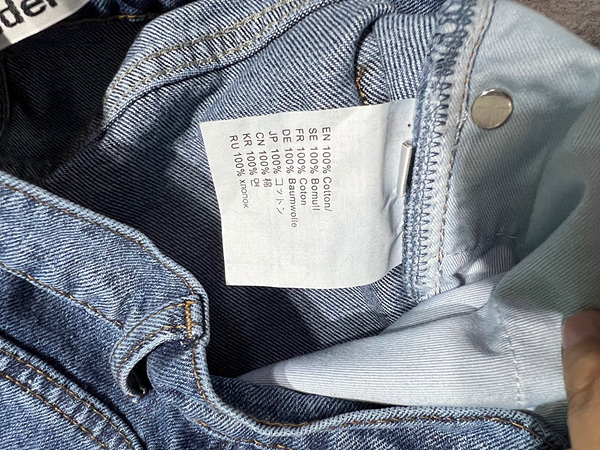 der
EN 100% Cotton/
SE 100% Bomull
FR 100% Coton
DE 100% Baumwolle
JP 100% コットン
CN 100% 棉
KR 100% 면
RU 100% хлопок